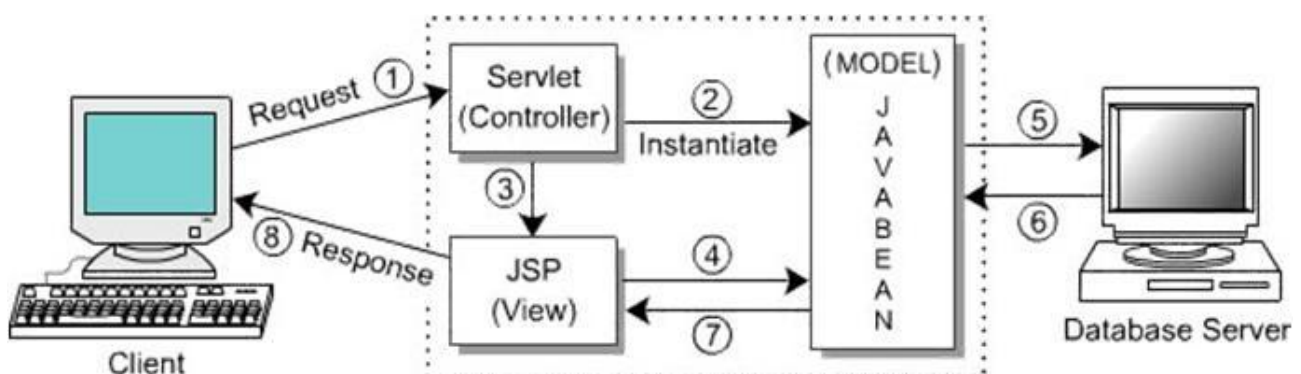 Request ①
Servlet
(Controller)
②
Instantiate
(MODEL)
J
A
V
A
B
E
A
N
⑤
⑥
③
⑧ Response
JSP
(View)
④
⑦
Client
Database Server